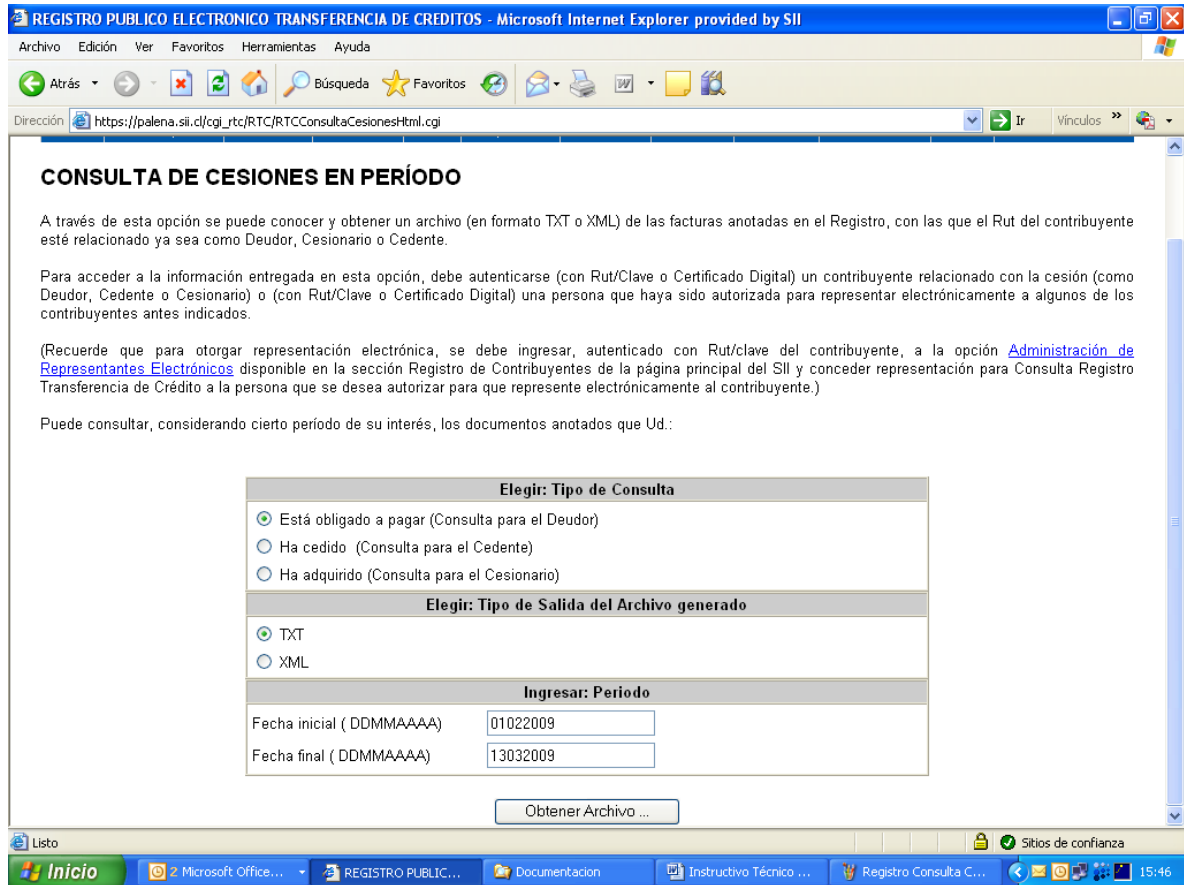 REGISTRO PUBLICO ELECTRONICO TRANSFERENCIA DE CREDITOS - Microsoft Internet Explorer provided by SII
Archivo Edición Ver Favoritos Herramientas Ayuda
Atrás Búsqueda Favoritos
Dirección https://palena.sii.cl/cgi_rtc/RTC/RTCConsultaCesionesHtml.cgi Ir Vínculos »
CONSULTA DE CESIONES EN PERÍODO
A través de esta opción se puede conocer y obtener un archivo (en formato TXT o XML) de las facturas anotadas en el Registro, con las que el Rut del contribuyente
esté relacionado ya sea como Deudor, Cesionario o Cedente.
Para acceder a la información entregada en esta opción, debe autenticarse (con Rut/Clave o Certificado Digital) un contribuyente relacionado con la cesión (como
Deudor, Cedente o Cesionario) o (con Rut/Clave o Certificado Digital) una persona que haya sido autorizada para representar electrónicamente a algunos de los
contribuyentes antes indicados.
(Recuerde que para otorgar representación electrónica, se debe ingresar, autenticado con Rut/clave del contribuyente, a la opción Administración de
Representantes Electrónicos disponible en la sección Registro de Contribuyentes de la página principal del SII y conceder representación para Consulta Registro
Transferencia de Crédito a la persona que se desea autorizar para que represente electrónicamente al contribuyente.)
Puede consultar, considerando cierto período de su interés, los documentos anotados que Ud.:
Elegir: Tipo de Consulta
Está obligado a pagar (Consulta para el Deudor)
Ha cedido (Consulta para el Cedente)
Ha adquirido (Consulta para el Cesionario)
Elegir: Tipo de Salida del Archivo generado
TXT
XML
Ingresar: Periodo
Fecha inicial ( DDMMAAAA) 01022009
Fecha final ( DDMMAAAA) 13032009
Obtener Archivo ...
Listo Sitios de confianza
Inicio 2 Microsoft Office... REGISTRO PUBLIC... Documentacion Instructivo Técnico ... Registro Consulta C... 15:46